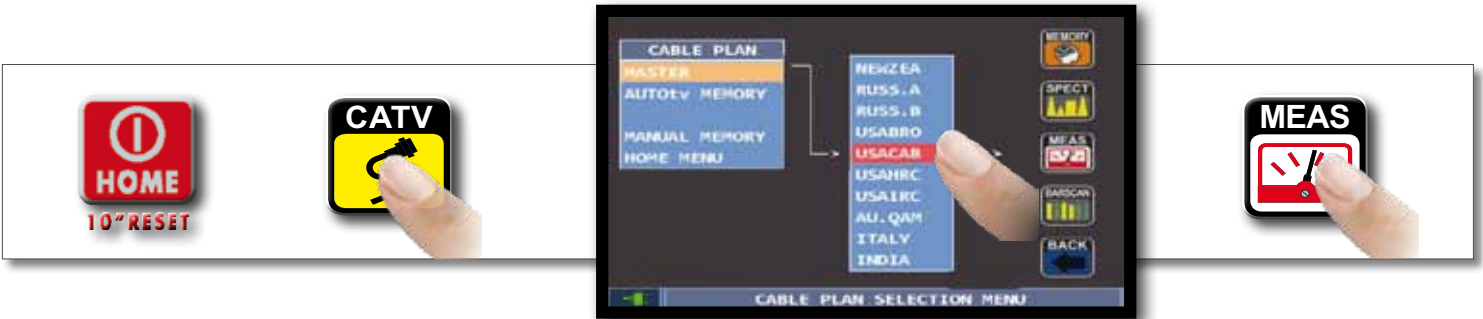 HOME
10"RESET
CATV
CABLE PLAN
MASTER
AUTOtv MEMORY
MANUAL MEMORY
HOME MENU
NEWZEA
RUSS.A
RUSS.B
USABRO
USACAB
USAHRC
USAIRC
AU.QAM
ITALY
INDIA
MEMORY
SPECT
MEAS
BARSCAN
BACK
CABLE PLAN SELECTION MENU
MEAS